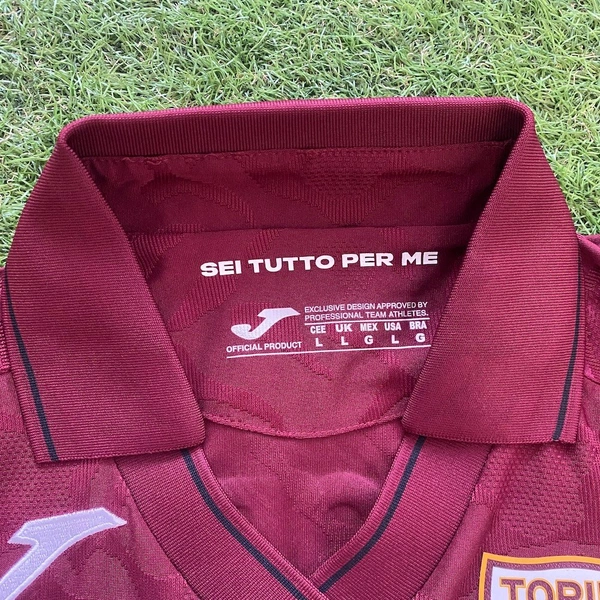 SEI TUTTO PER ME
EXCLUSIVE DESIGN APPROVED BY
PROFESSIONAL TEAM ATHLETES.
CEE UK MEX USA BRA
L L G L G
OFFICIAL PRODUCT